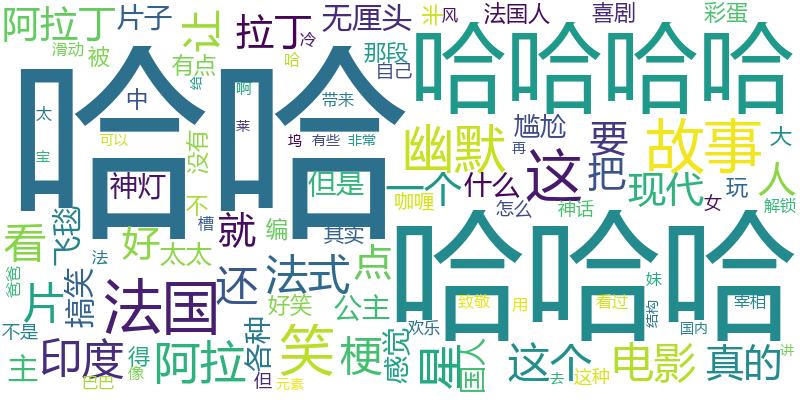 阿拉丁
片子
让
拉丁
无厘头
半
风
法国人
喜剧
彩蛋
滑动
被
有点
冷
那段
哈
给
自己
哈哈
哈哈哈哈
太
中
啊
带来
幽默
尴尬
要
故事
大
宝
可以
莱
没有
坞
有些
非常
再
把
神灯
但是
一个
什么
这
现代
人
不
咖喱
怎么
神话
玩
女
解锁
飞毯
看
好
太太
槽
就
编
其实
哈哈哈
法
爸爸
片
搞笑
法国
还
法式
点
好笑
公主
致敬
用
看过
妹
宰相
不是
主
印度
得
阿拉
各种
笑
梗
感觉
欢乐
星
国人
这个
结构
国内
电影
真的
巴巴
像
但
元素
去
这种
讲